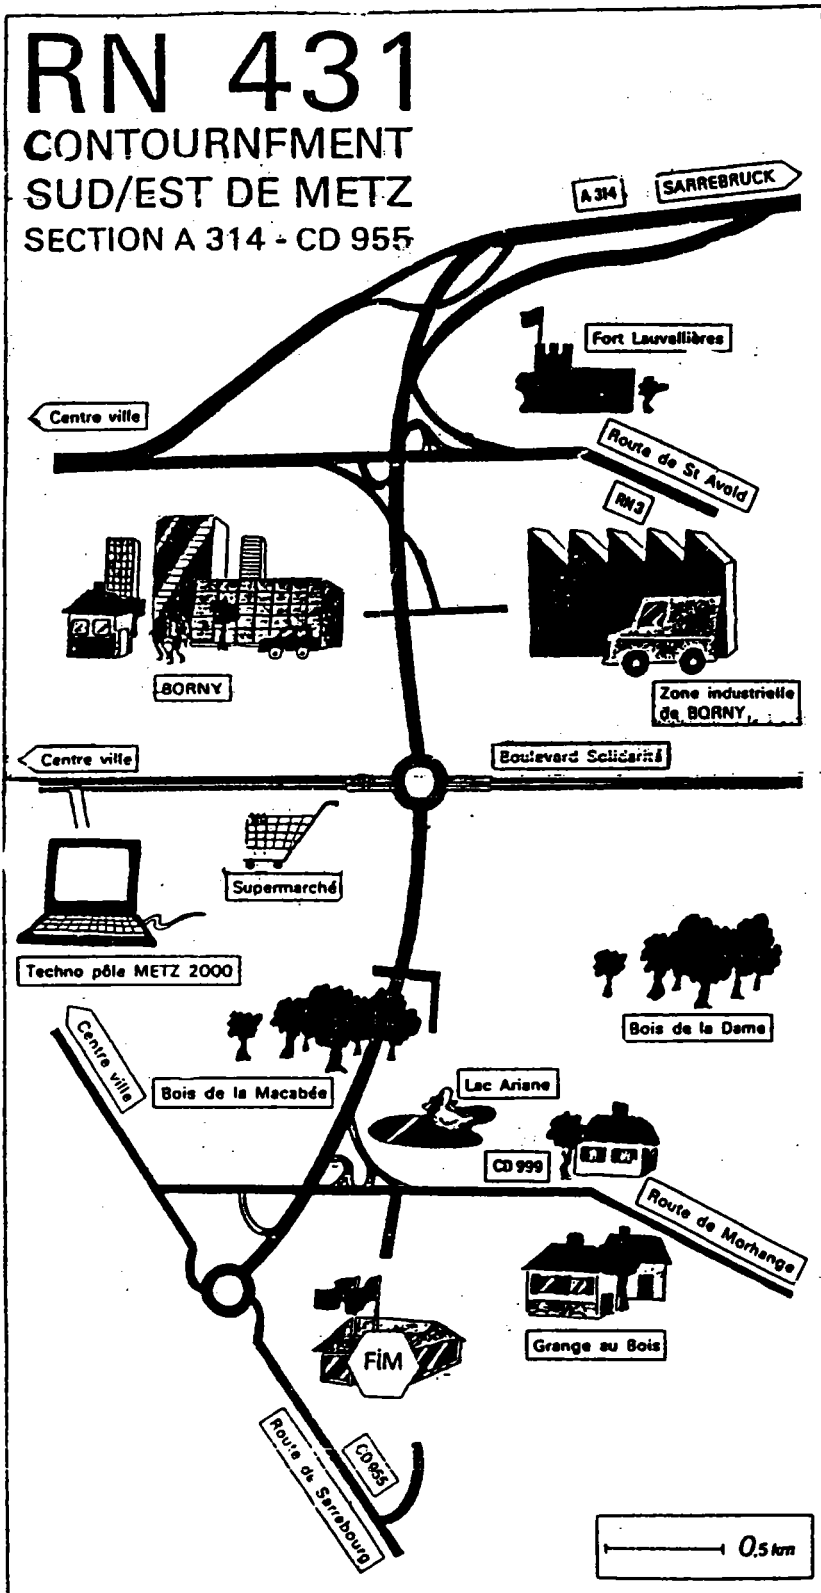 RN 431
CONTOURNFMENT
SUD/EST DE METZ
SECTION A 314 - CD 955
A 314
SARREBRUCK
Fort Lauvallières
Centre ville
Route de St Avold
RN3
BORNY
Zone industrielle
de BORNY
Centre ville
Boulevard Solidarité
Supermarché
Techno pôle METZ 2000
Bois de la Dame
Centre ville
Bois de la Macabée
Lac Ariane
CD 999
Route de Morhange
Grange au Bois
FIM
Route de Sarrebourg
CD955
0,5 km